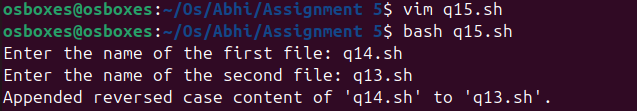 osboxes@osboxes:~/Os/Abhi/Assignment 5$ vim q15.sh
osboxes@osboxes:~/Os/Abhi/Assignment 5$ bash q15.sh
Enter the name of the first file: q14.sh
Enter the name of the second file: q13.sh
Appended reversed case content of 'q14.sh' to 'q13.sh'.